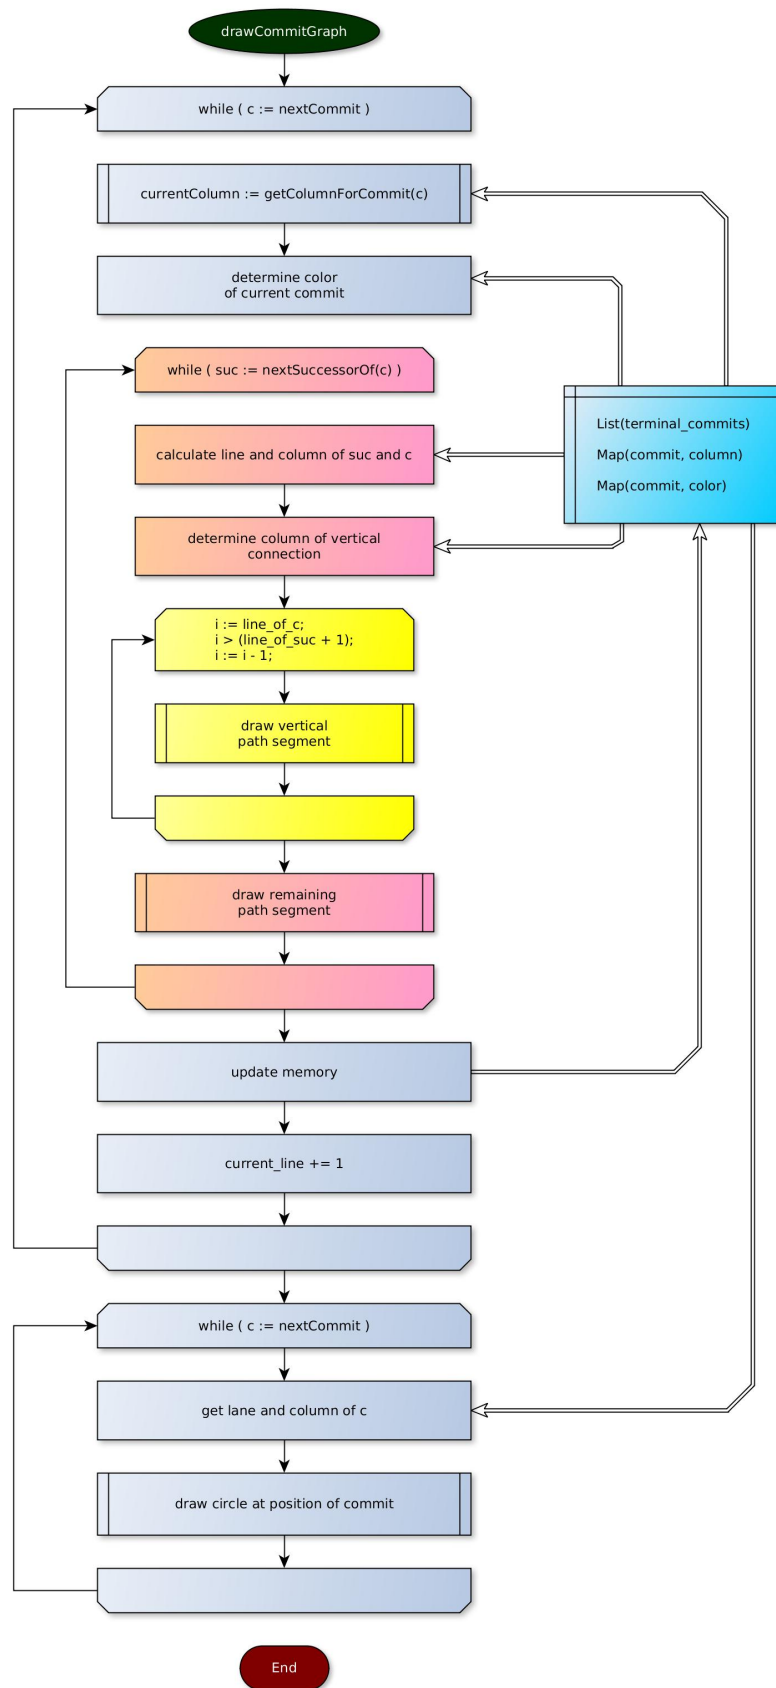 drawCommitGraph
while ( c := nextCommit )
currentColumn := getColumnForCommit(c)
determine color
of current commit
while ( suc := nextSuccessorOf(c) )
List(terminal_commits)
Map(commit, column)
Map(commit, color)
calculate line and column of suc and c
determine column of vertical
connection
i := line_of_c;
i > (line_of_suc + 1);
i := i - 1;
draw vertical
path segment
draw remaining
path segment
update memory
current_line += 1
while ( c := nextCommit )
get lane and column of c
draw circle at position of commit
End